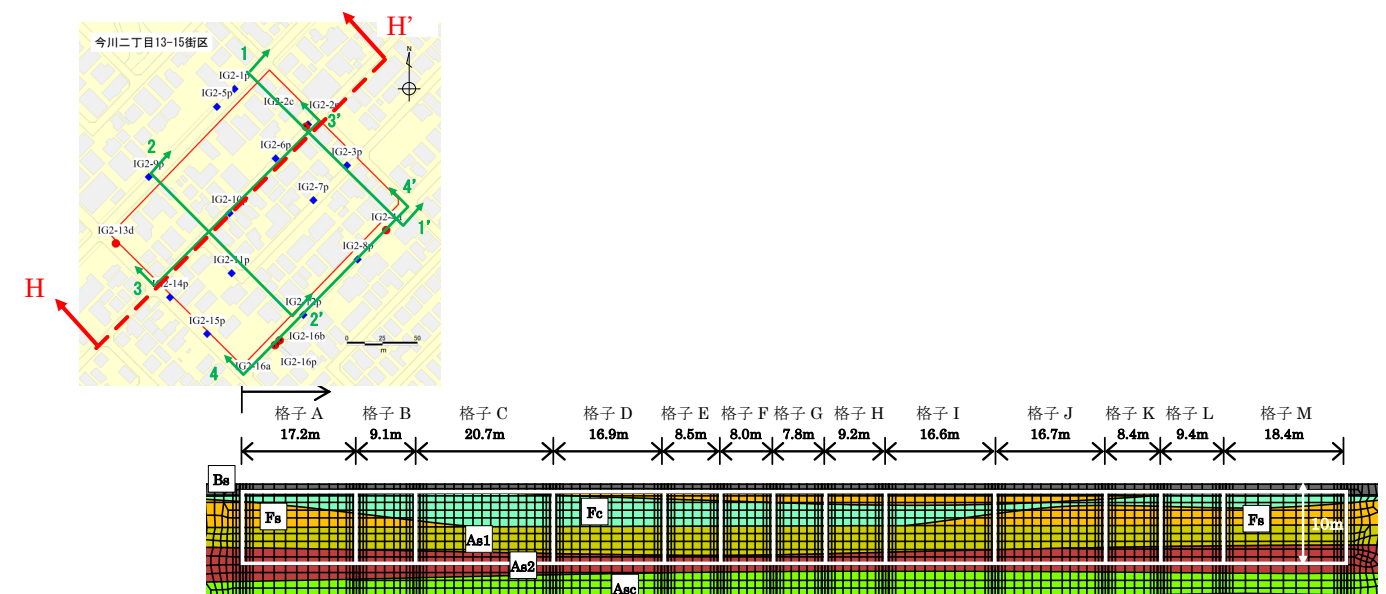 H'
今川二丁目13-15街区
N
1
IG2-1p
IG2-5p
IG2-2c
3'
IG2-6p
2
IG2-9p
IG2-3p
IG2-7p
4'
1'
IG2-13d
IG2-8p
IG2-11p
3
H
IG2-14p
IG2-12p
2'
IG2-15p
IG2-16b
0 25 50
m
IG2-16p
IG2-16a
4
格子 A 格子 B 格子 C 格子 D 格子 E 格子 F 格子 G 格子 H 格子 I 格子 J 格子 K 格子 L 格子 M
17.2m 9.1m 20.7m 16.9m 8.5m 8.0m 7.8m 9.2m 16.6m 16.7m 8.4m 9.4m 18.4m
Bs
Fs
Fc
Fs
10m
As1
As2
Asc